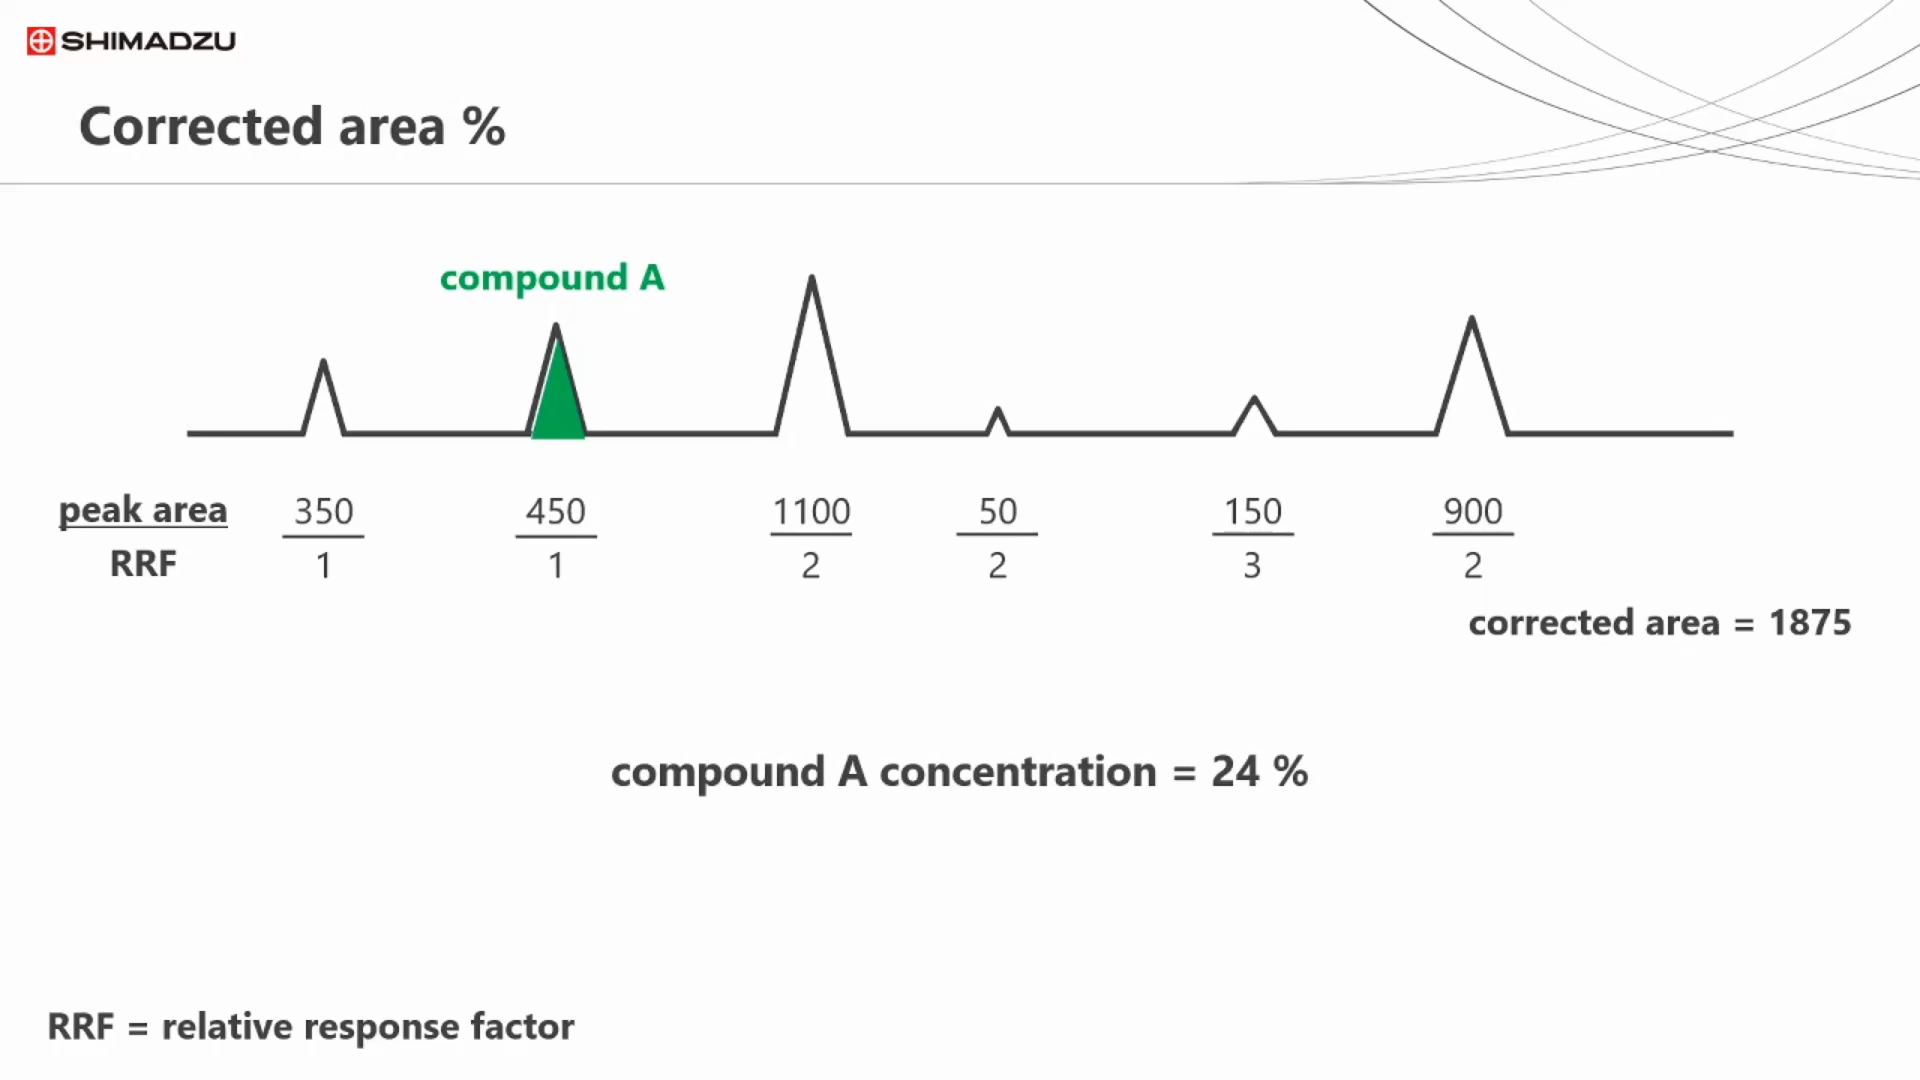 SHIMADZU
Corrected area %
compound A
peak area 350 450 1100 50 150 900
RRF 1 1 2 2 3 2
corrected area = 1875
compound A concentration = 24 %
RRF = relative response factor